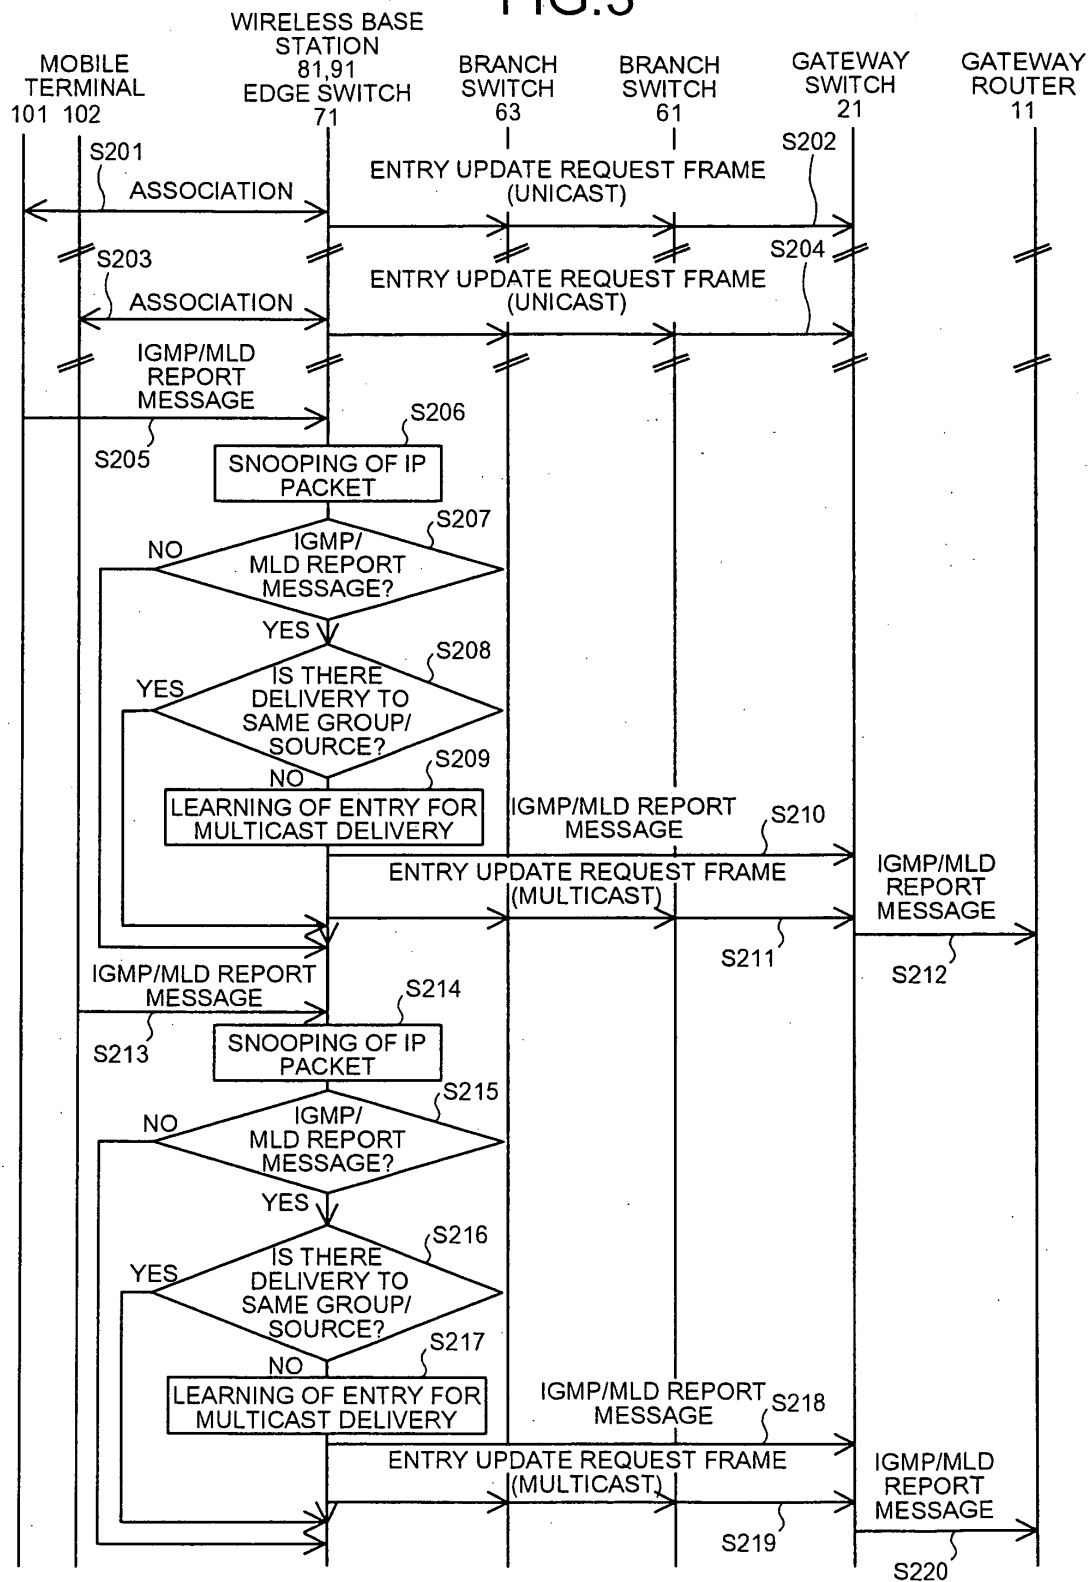 FIG.3
WIRELESS BASE
STATION
81,91
EDGE SWITCH
71
MOBILE
TERMINAL
101 102
BRANCH
SWITCH
63
BRANCH
SWITCH
61
GATEWAY
SWITCH
21
GATEWAY
ROUTER
11
S201
ASSOCIATION
ENTRY UPDATE REQUEST FRAME
(UNICAST)
S202
S203
ASSOCIATION
ENTRY UPDATE REQUEST FRAME
(UNICAST)
S204
IGMP/MLD
REPORT
MESSAGE
S205
S206
SNOOPING OF IP
PACKET
S207
NO
IGMP/
MLD REPORT
MESSAGE?
YES
S208
YES
IS THERE
DELIVERY TO
SAME GROUP/
SOURCE?
NO
S209
LEARNING OF ENTRY FOR
MULTICAST DELIVERY
IGMP/MLD REPORT
MESSAGE
S210
ENTRY UPDATE REQUEST FRAME
(MULTICAST)
S211
IGMP/MLD
REPORT
MESSAGE
S212
IGMP/MLD REPORT
MESSAGE
S213
S214
SNOOPING OF IP
PACKET
S215
NO
IGMP/
MLD REPORT
MESSAGE?
YES
S216
YES
IS THERE
DELIVERY TO
SAME GROUP/
SOURCE?
NO
S217
LEARNING OF ENTRY FOR
MULTICAST DELIVERY
IGMP/MLD REPORT
MESSAGE
S218
ENTRY UPDATE REQUEST FRAME
(MULTICAST)
S219
IGMP/MLD
REPORT
MESSAGE
S220